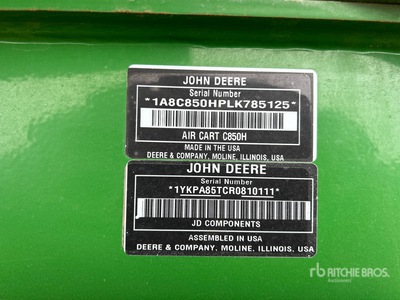 JOHN DEERE
Serial Number
*1A8C850HPLK785125*
AIR CART C850H
MADE IN THE USA
DEERE & COMPANY, MOLINE, ILLINOIS, USA
JOHN DEERE
Serial Number
*1YKPA85TCR0810111*
JD COMPONENTS
ASSEMBLED IN USA
DEERE & COMPANY, MOLINE, ILLINOIS, USA
rb RITCHIE BROS.
Auctioneers